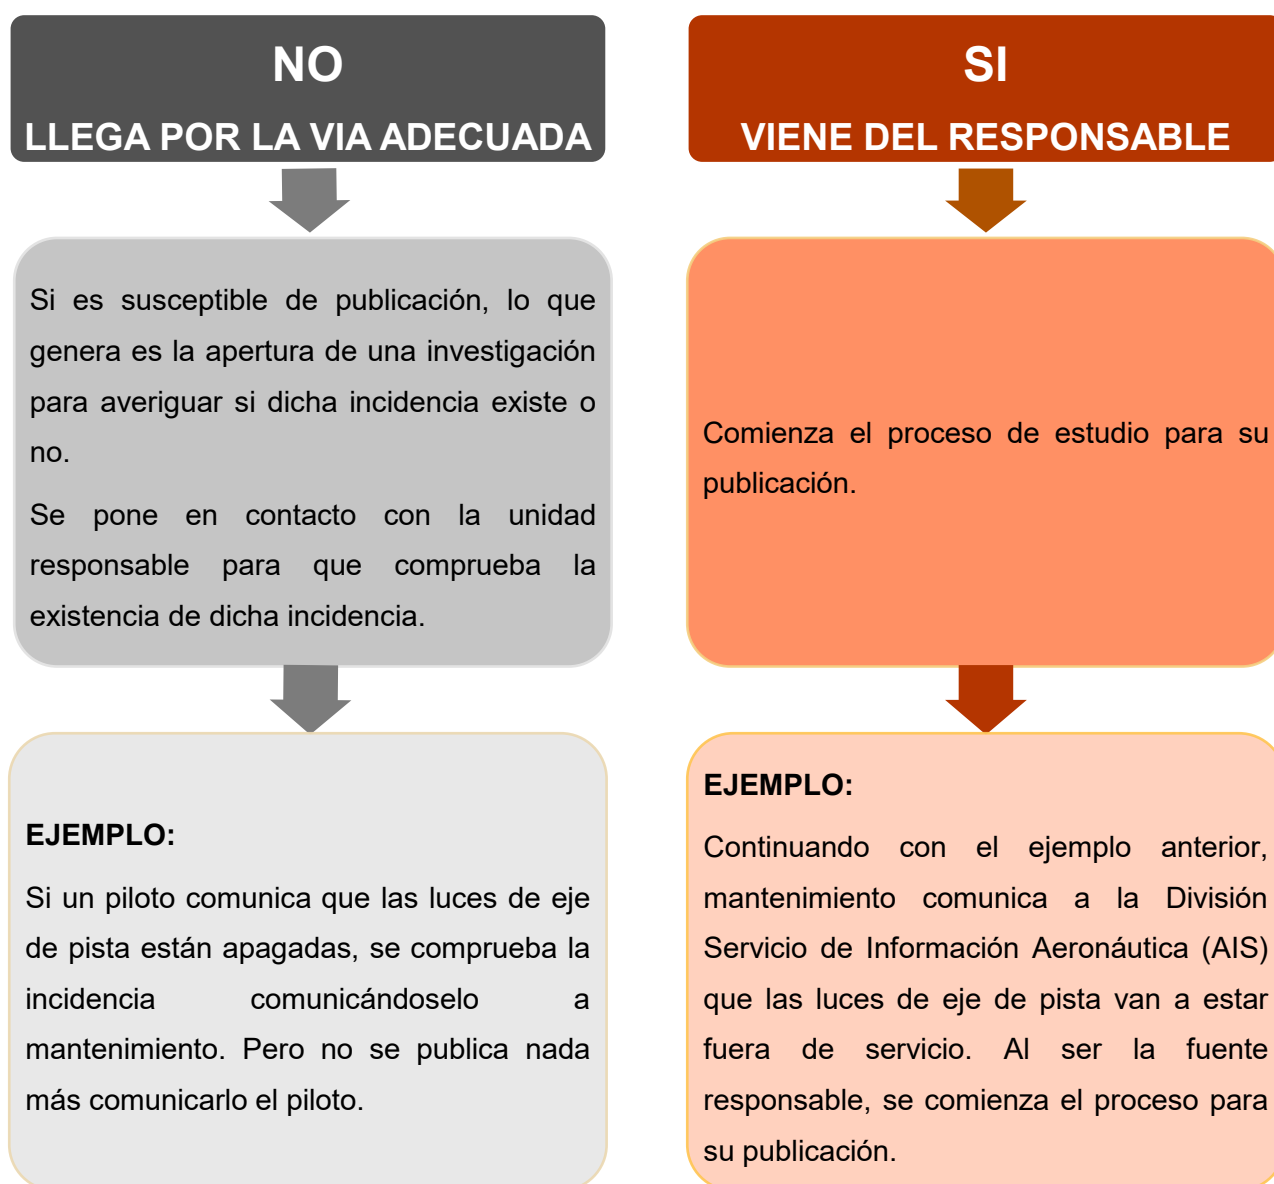 NO
LLEGA POR LA VIA ADECUADA
Si es susceptible de publicación, lo que
genera es la apertura de una investigación
para averiguar si dicha incidencia existe o
no.
Se pone en contacto con la unidad
responsable para que comprueba la
existencia de dicha incidencia.
EJEMPLO:
Si un piloto comunica que las luces de eje
de pista están apagadas, se comprueba la
incidencia comunicándoselo a
mantenimiento. Pero no se publica nada
más comunicarlo el piloto.
SI
VIENE DEL RESPONSABLE
Comienza el proceso de estudio para su
publicación.
EJEMPLO:
Continuando con el ejemplo anterior,
mantenimiento comunica a la División
Servicio de Información Aeronáutica (AIS)
que las luces de eje de pista van a estar
fuera de servicio. Al ser la fuente
responsable, se comienza el proceso para
su publicación.